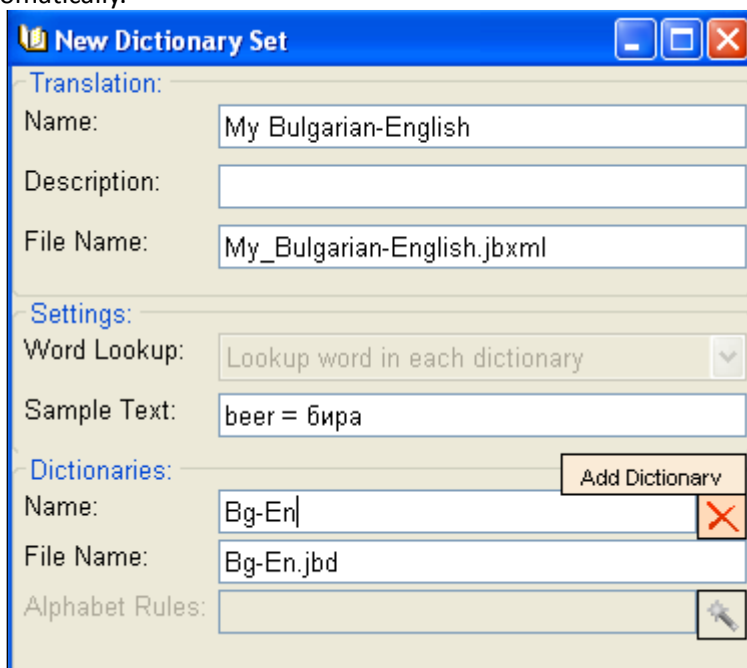 omatically.
New Dictionary Set
Translation:
Name: My Bulgarian-English
Description:
File Name: My_Bulgarian-English.jbxml
Settings:
Word Lookup: Lookup word in each dictionary
Sample Text: beer = бира
Dictionaries: Add Dictionary
Name: Bg-En
File Name: Bg-En.jbd
Alphabet Rules: